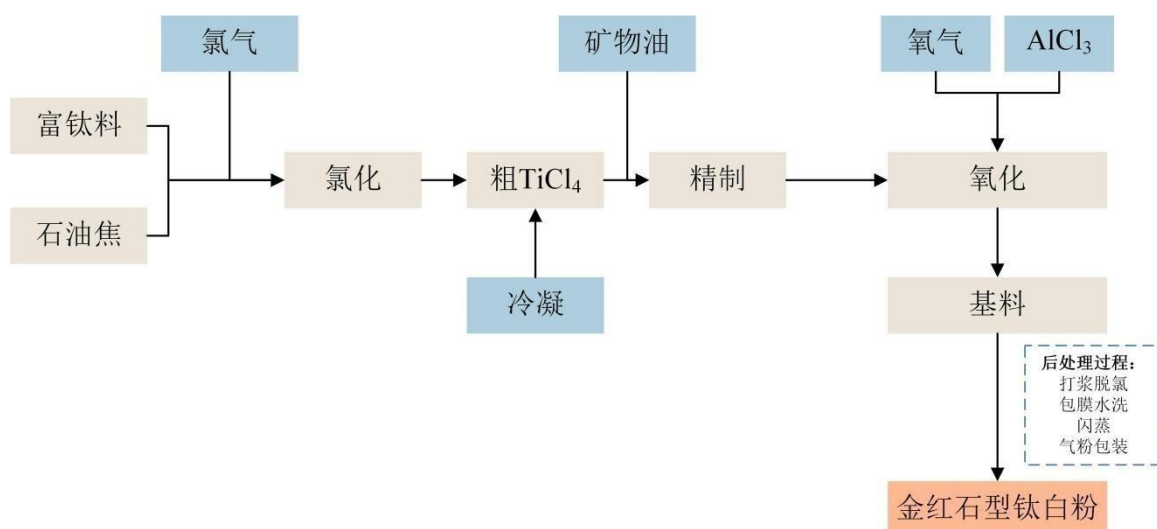 氯气
矿物油
氧气
AlCl₃
富钛料
石油焦
氯化
粗TiCl₄
精制
氧化
冷凝
基料
后处理过程：
打浆脱氯
包膜水洗
闪蒸
气粉包装
金红石型钛白粉